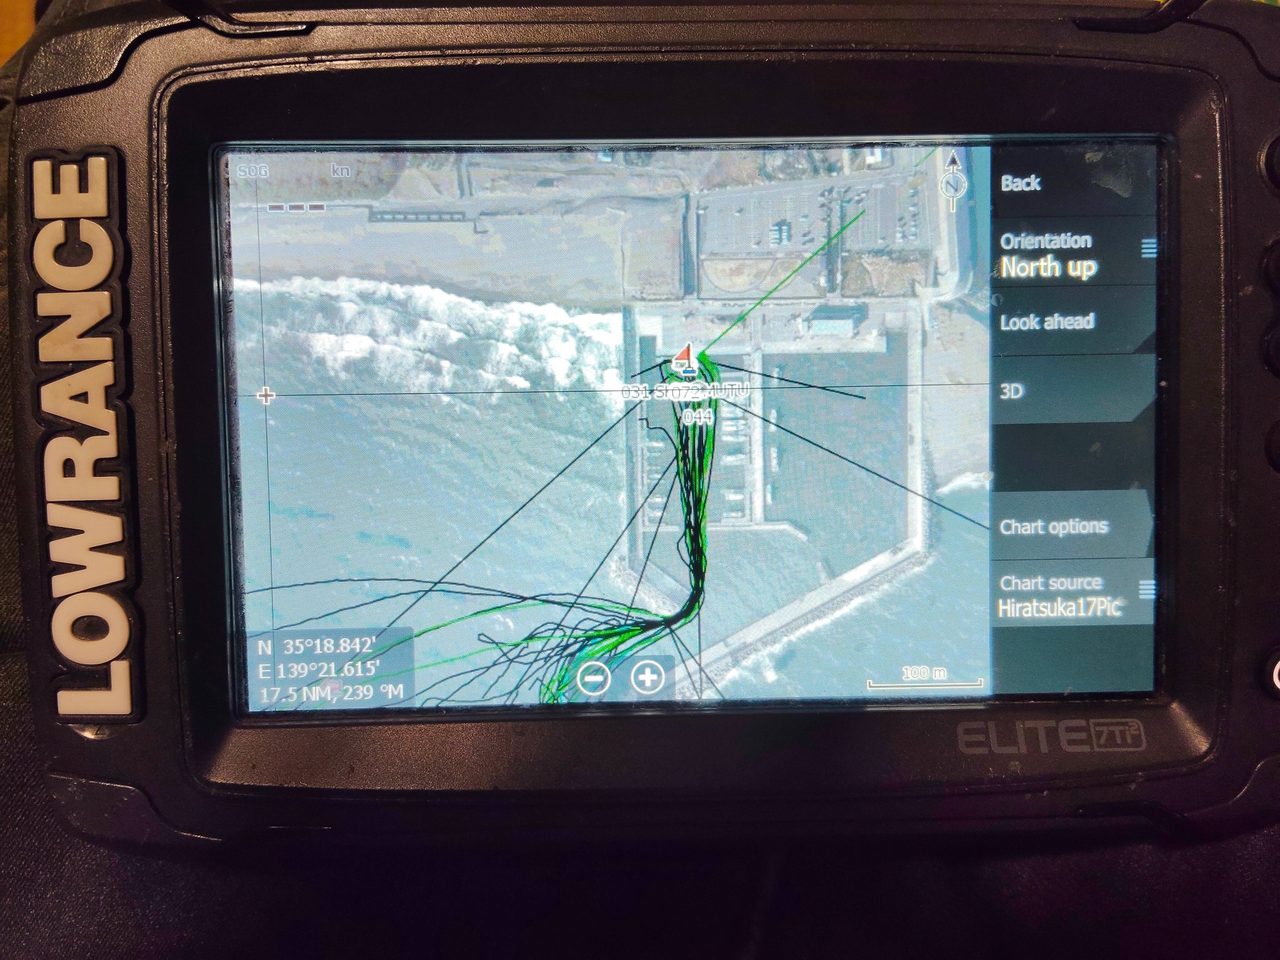 LOWRANCE
SOG kn
N
Back
Orientation
North up
Look ahead
3D
Chart options
Chart source
Hiratsuka17Pic
044
N 35°18.842'
E 139°21.615'
17.5 NM, 239 °M
100 m
ELITE 7Ti²